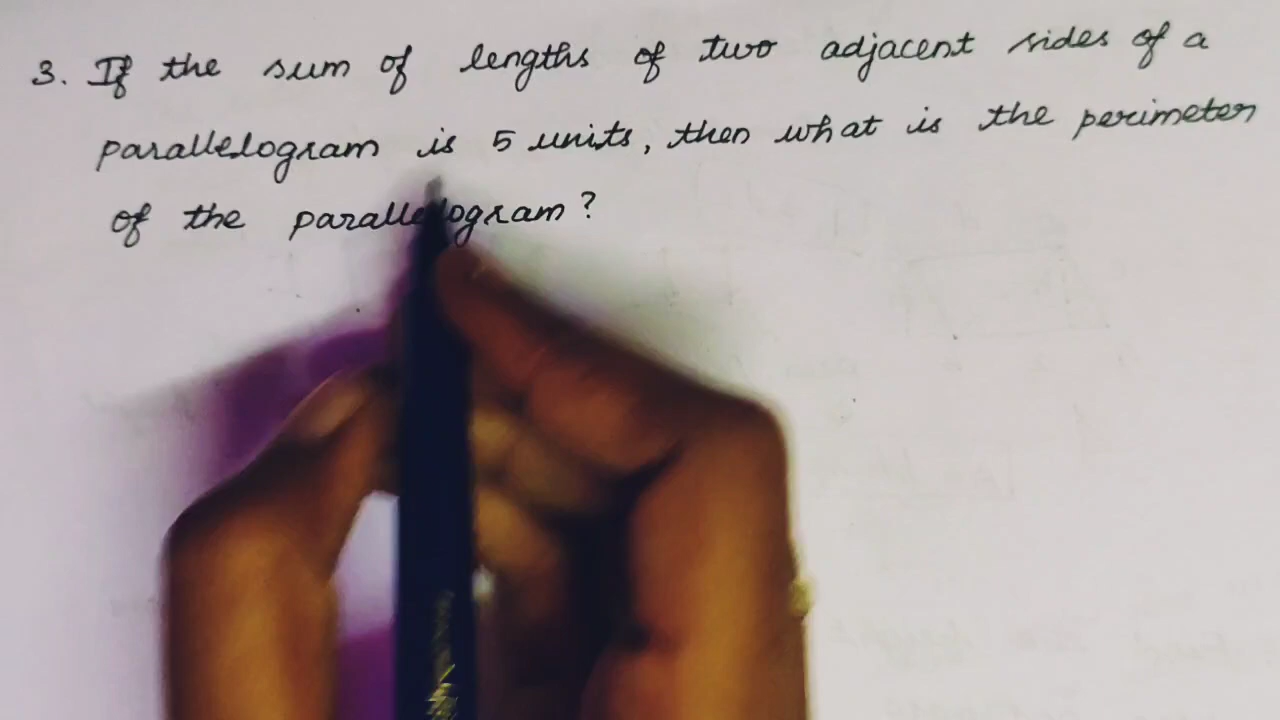 3. If the sum of lengths of two adjacent sides of a
parallelogram is 5 units, then what is the perimeter
of the parallelogram?